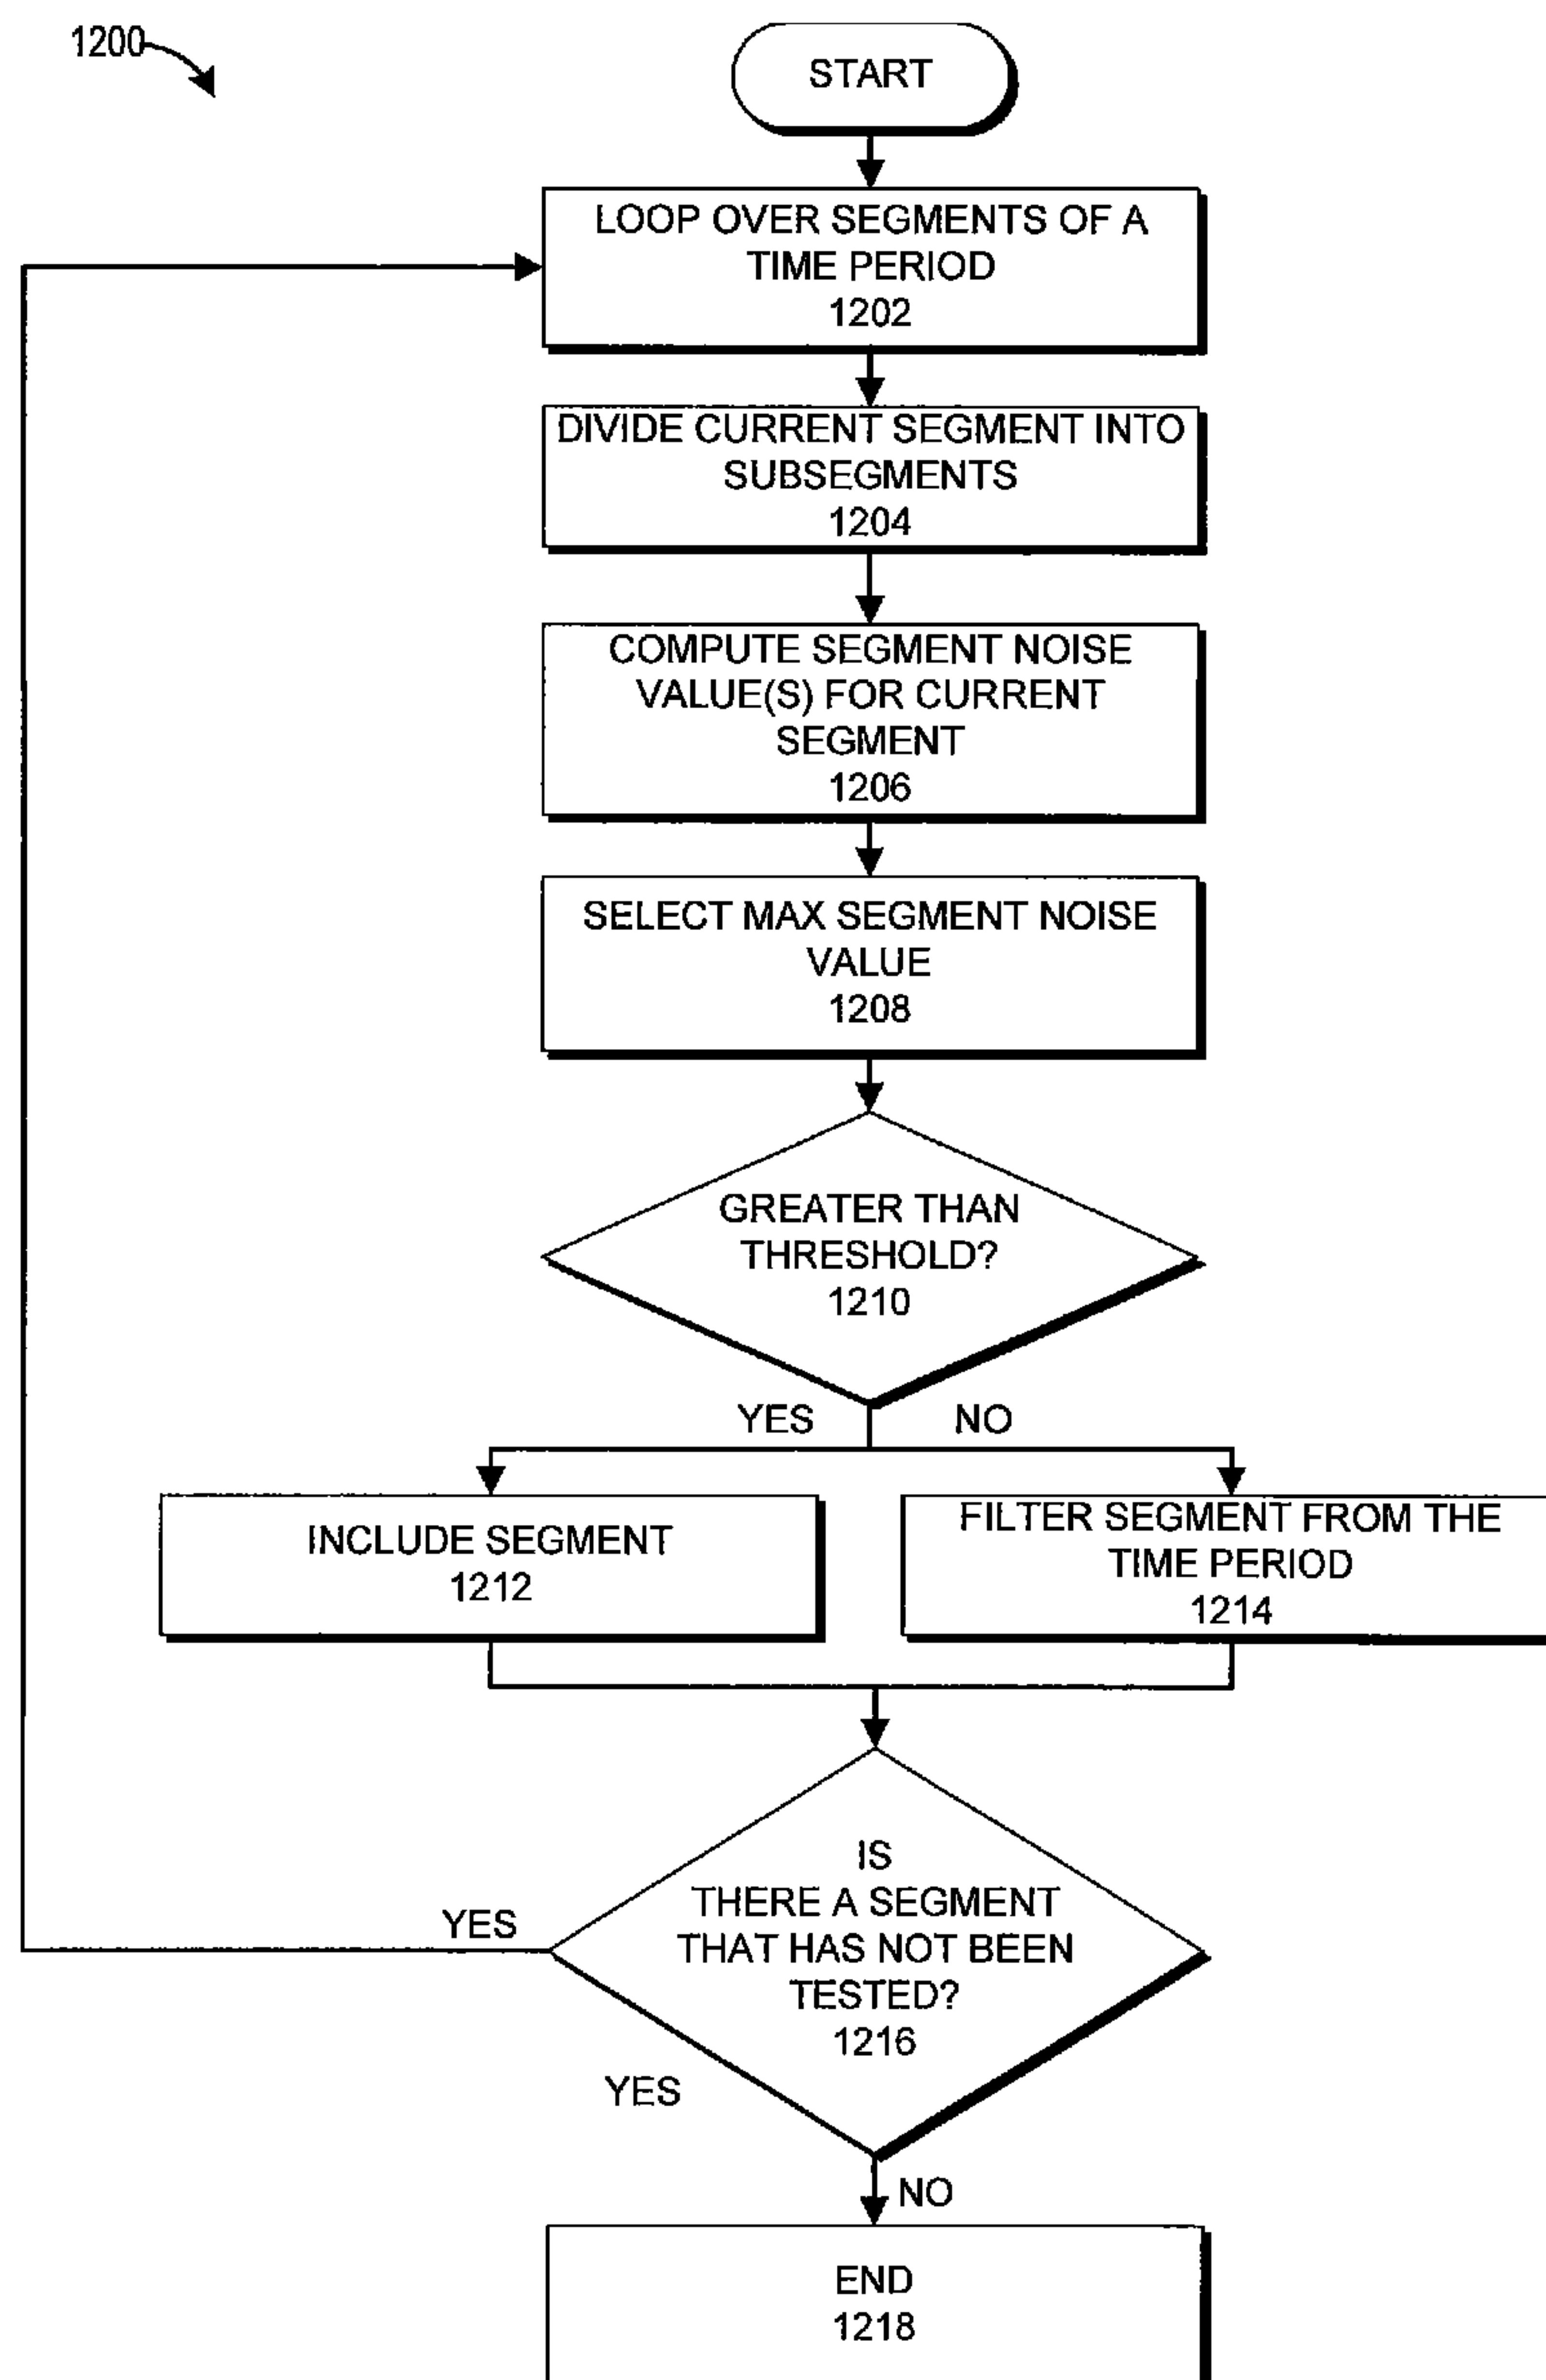 1200
START
LOOP OVER SEGMENTS OF A
TIME PERIOD
1202
DIVIDE CURRENT SEGMENT INTO
SUBSEGMENTS
1204
COMPUTE SEGMENT NOISE
VALUE(S) FOR CURRENT
SEGMENT
1206
SELECT MAX SEGMENT NOISE
VALUE
1208
GREATER THAN
THRESHOLD?
1210
YES
NO
INCLUDE SEGMENT
1212
FILTER SEGMENT FROM THE
TIME PERIOD
1214
IS
THERE A SEGMENT
THAT HAS NOT BEEN
TESTED?
1216
YES
YES
NO
END
1218